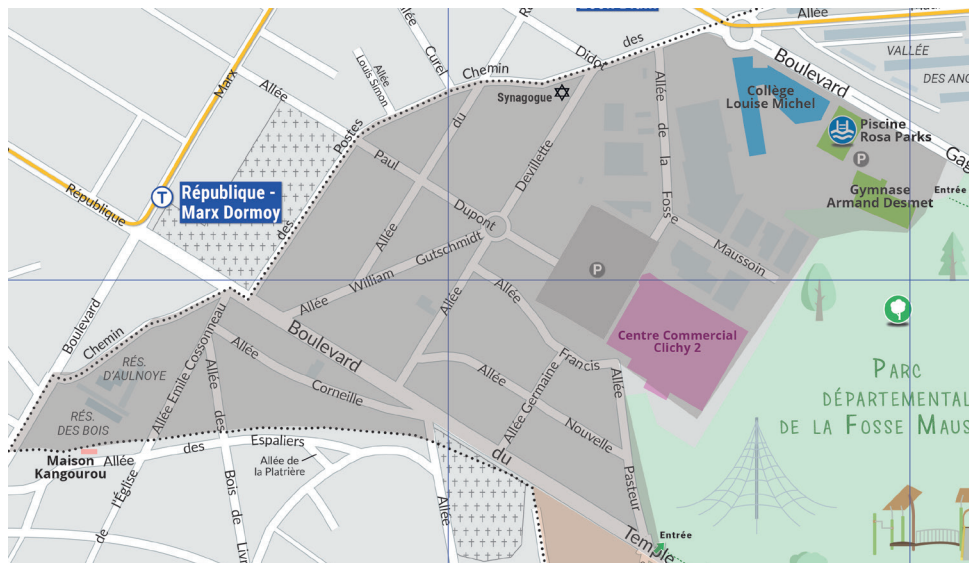 Allée
Curel
Allée
Louis Simon
Didot
des
Chemin
Synagogue
Allée
VALLÉE
DES ANG
Boulevard
Gag
Collège
Louise Michel
Piscine
Rosa Parks
P
Gymnase
Armand Desmet
Entrée
Marx
Allée
Postes
Paul
Dupont
du
Devillette
Allée de la Fosse
Maussoin
République
T
République -
Marx Dormoy
des
Allée
William
Gutschmidt
Allée
Allée
P
Centre Commercial
Clichy 2
Boulevard
Chemin
RÉS.
D'AULNOYE
RÉS.
DES BOIS
Allée Emile Cossonneau
Allée
Corneille
Allée
des
Bois
de
Livr
Boulevard
du
Temple
Allée
Nouvelle
Allée Germaine
Francis
Allée
Pasteur
Entrée
PARC
DÉPARTEMENTAL
DE LA FOSSE MAUSS
Maison
Kangourou
Allée
des
Espaliers
Allée de
la Platrière
de
l'Église
Allée